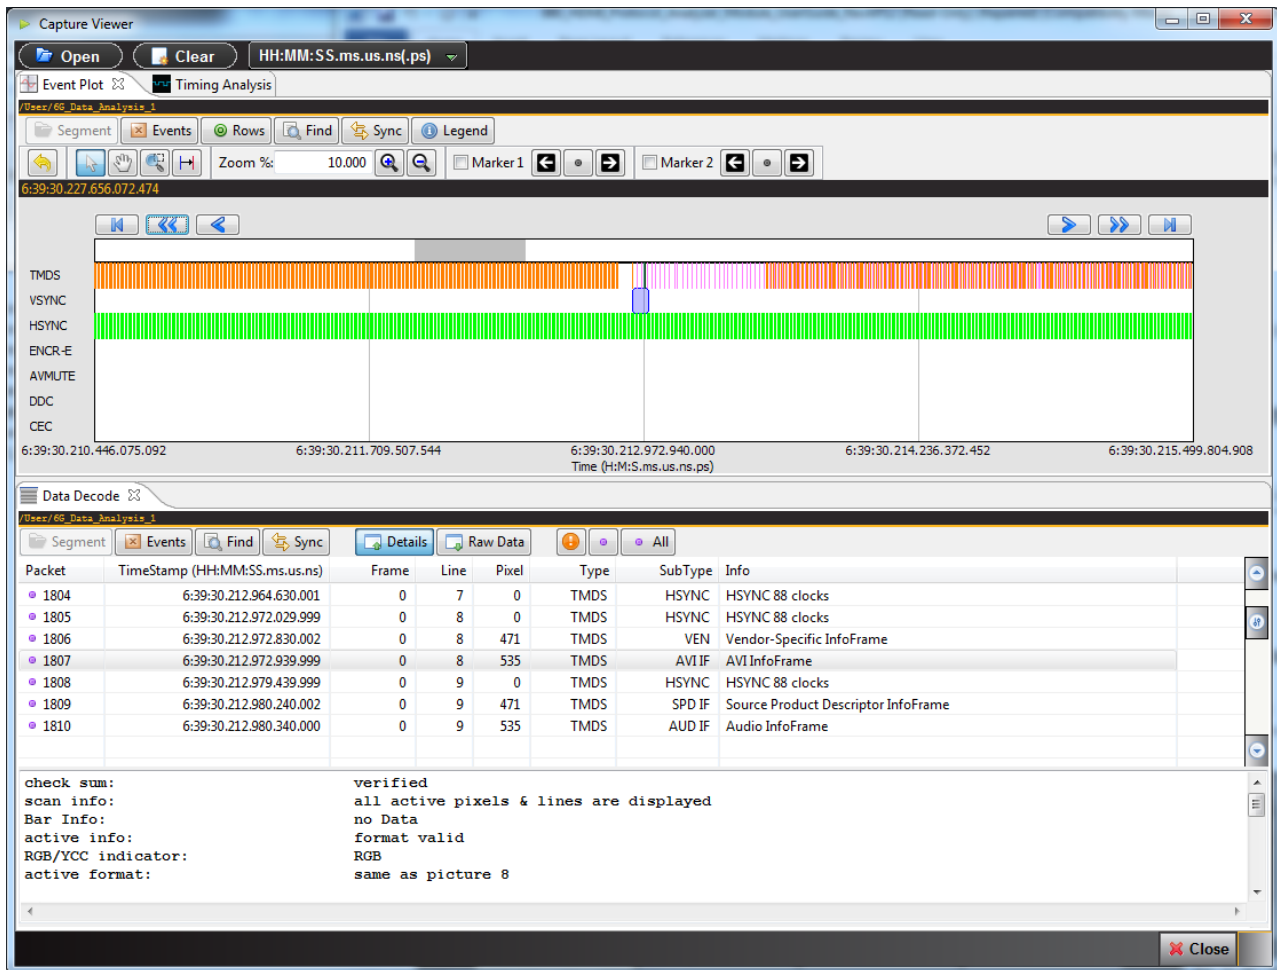 Capture Viewer
Open Clear HH:MM:SS.ms.us.ns(.ps)
Event Plot Timing Analysis
/User/6G_Data_Analysis_1
Segment Events Rows Find Sync Legend
Zoom %: 10.000 Marker 1 Marker 2
6:39:30.227.656.072.474
TMDS
VSYNC
HSYNC
ENCR-E
AVMUTE
DDC
CEC
6:39:30.210.446.075.092 6:39:30.211.709.507.544 6:39:30.212.972.940.000 6:39:30.214.236.372.452 6:39:30.215.499.804.908
Time (H:M:S.ms.us.ns.ps)
Data Decode
/User/6G_Data_Analysis_1
Segment Events Find Sync Details Raw Data All
Packet TimeStamp (HH:MM:SS.ms.us.ns) Frame Line Pixel Type SubType Info
1804 6:39:30.212.964.630.001 0 7 0 TMDS HSYNC HSYNC 88 clocks
1805 6:39:30.212.972.029.999 0 8 0 TMDS HSYNC HSYNC 88 clocks
1806 6:39:30.212.972.830.002 0 8 471 TMDS VEN Vendor-Specific InfoFrame
1807 6:39:30.212.972.939.999 0 8 535 TMDS AVI IF AVI InfoFrame
1808 6:39:30.212.979.439.999 0 9 0 TMDS HSYNC HSYNC 88 clocks
1809 6:39:30.212.980.240.002 0 9 471 TMDS SPD IF Source Product Descriptor InfoFrame
1810 6:39:30.212.980.340.000 0 9 535 TMDS AUD IF Audio InfoFrame
check sum: verified
scan info: all active pixels & lines are displayed
Bar Info: no Data
active info: format valid
RGB/YCC indicator: RGB
active format: same as picture 8
Close